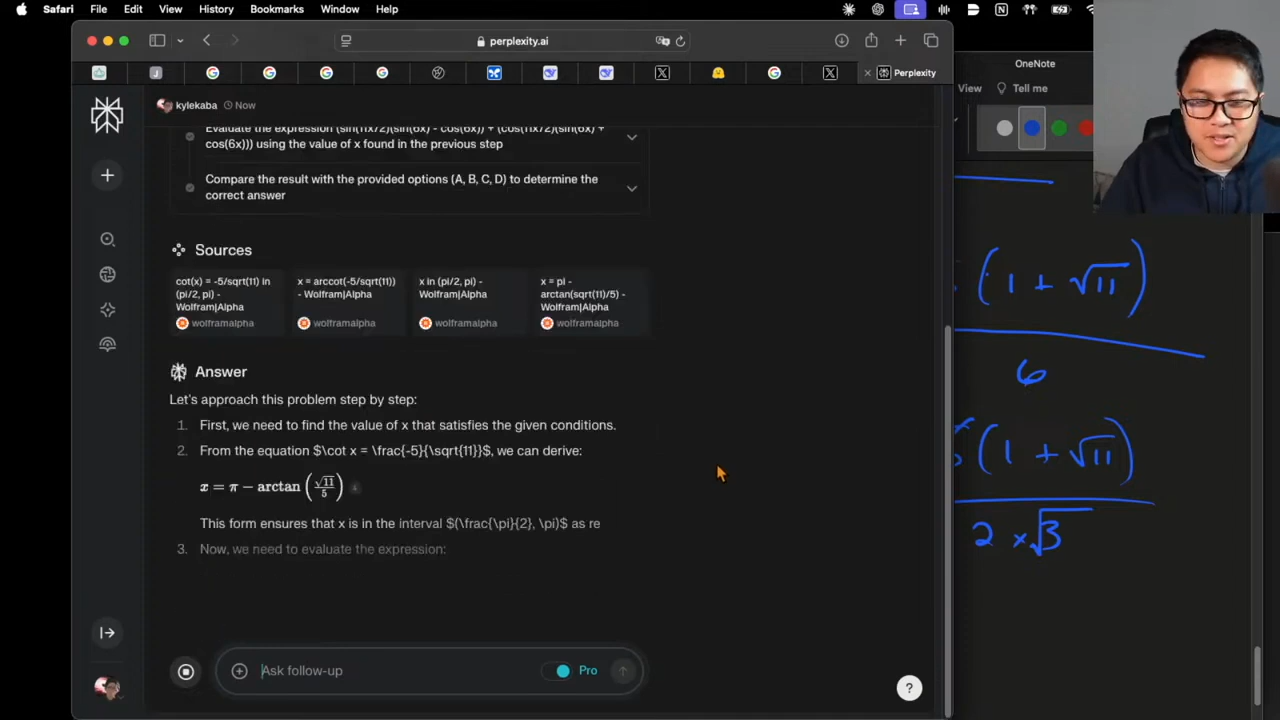 Safari File Edit View History Bookmarks Window Help
perplexity.ai
OneNote
Perplexity
View Tell me
kylekaba Now
Evaluate the expression (sin(11x72)(sin(6x) - cos(6x)) + (cos(11x72)(sin(6x) +
cos(6x))) using the value of x found in the previous step
Compare the result with the provided options (A, B, C, D) to determine the
correct answer
Sources
cot(x) = -5/sqrt(11) in
(pi/2, pi) -
Wolfram|Alpha
wolframalpha
x = arccot(-5/sqrt(11))
- Wolfram|Alpha
wolframalpha
x in (pi/2, pi) -
Wolfram|Alpha
wolframalpha
x = pi -
arctan(sqrt(11)/5) -
Wolfram|Alpha
wolframalpha
Answer
Let's approach this problem step by step:
1. First, we need to find the value of x that satisfies the given conditions.
2. From the equation $\cot x = \frac{-5}{\sqrt{11}}$, we can derive:
x = π − arctan (√11/5)
This form ensures that x is in the interval $(\frac{\pi}{2}, \pi)$ as re
3. Now, we need to evaluate the expression:
Ask follow-up
Pro
?
(1 + √11)
6
(1 + √11)
2 × √3